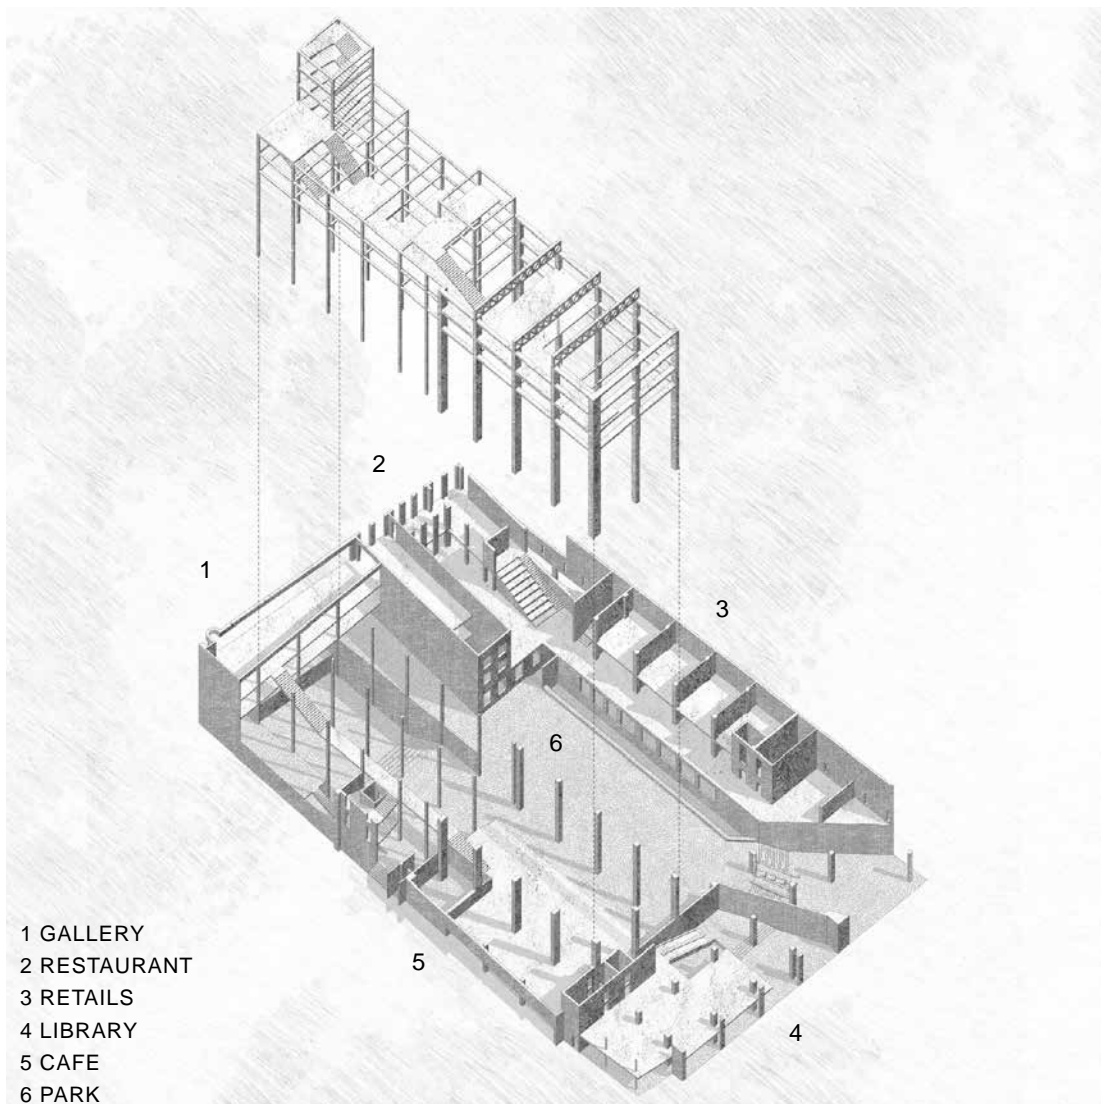 2
1
3
6
5
4
1 GALLERY
2 RESTAURANT
3 RETAILS
4 LIBRARY
5 CAFE
6 PARK